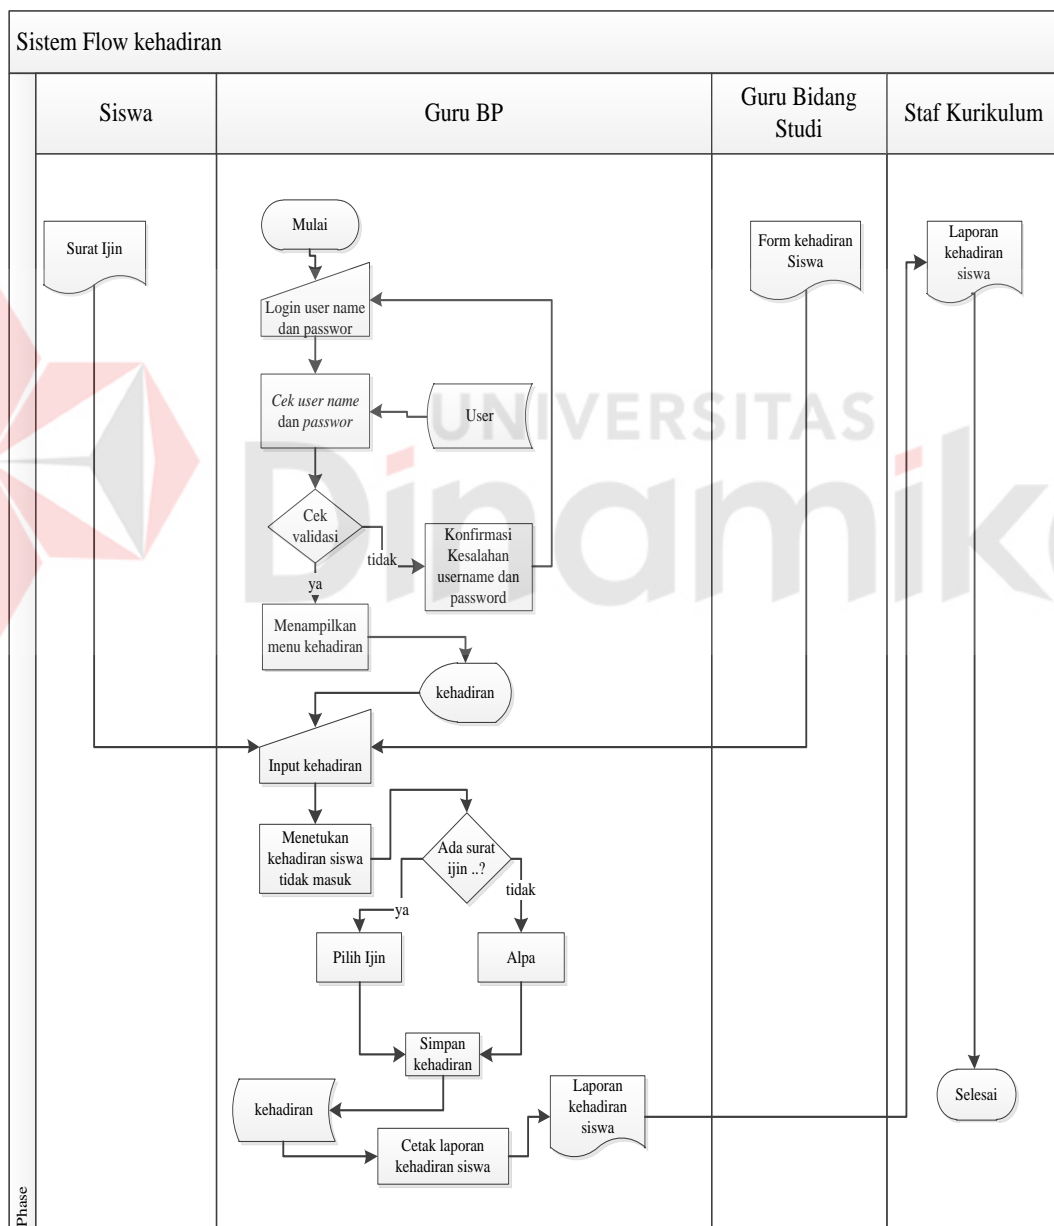 Sistem Flow kehadiran
Siswa
Guru BP
Guru Bidang
Studi
Staf Kurikulum
Surat Ijin
Mulai
Form kehadiran
Siswa
Laporan
kehadiran
siswa
Login user name
dan passwor
Cek user name
dan passwor
User
UNIVERSITAS
Dinamika
Cek
validasi
tidak
Konfirmasi
Kesalahan
username dan
password
ya
Menampilkan
menu kehadiran
kehadiran
Input kehadiran
Menetukan
kehadiran siswa
tidak masuk
Ada surat
ijin ..?
ya
tidak
Pilih Ijin
Alpa
Simpan
kehadiran
kehadiran
Laporan
kehadiran
siswa
Cetak laporan
kehadiran siswa
Selesai
Phase